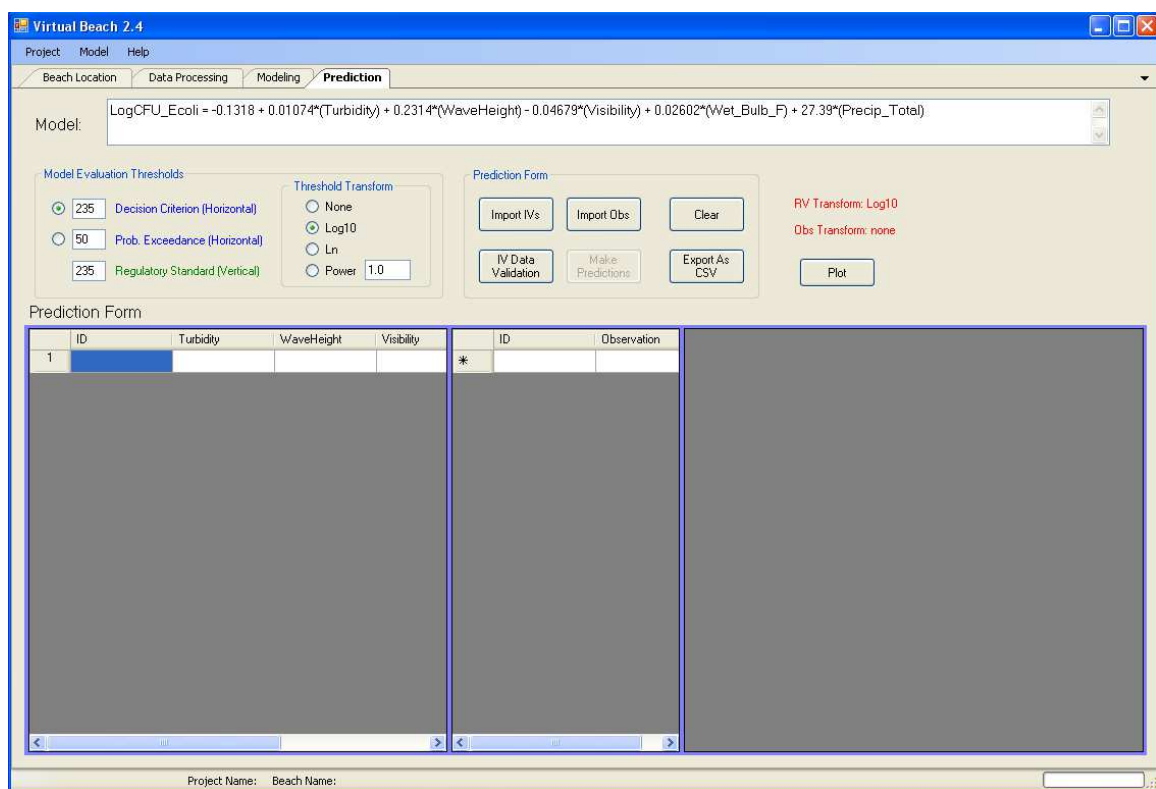 Virtual Beach 2.4
Project Model Help
Beach Location Data Processing Modeling Prediction
Model:
LogCFU_Ecoli = -0.1318 + 0.01074*(Turbidity) + 0.2314*(WaveHeight) - 0.04679*(Visibility) + 0.02602*(Wet_Bulb_F) + 27.39*(Precip_Total)
Model Evaluation Thresholds
235 Decision Criterion (Horizontal)
50 Prob. Exceedance (Horizontal)
235 Regulatory Standard (Vertical)
Threshold Transform
None
Log10
Ln
Power 1.0
Prediction Form
Import IVs Import Obs Clear
IV Data Validation Make Predictions Export As CSV
RV Transform: Log10
Obs Transform: none
Plot
Prediction Form
ID Turbidity WaveHeight Visibility ID Observation
1 *
Project Name: Beach Name: